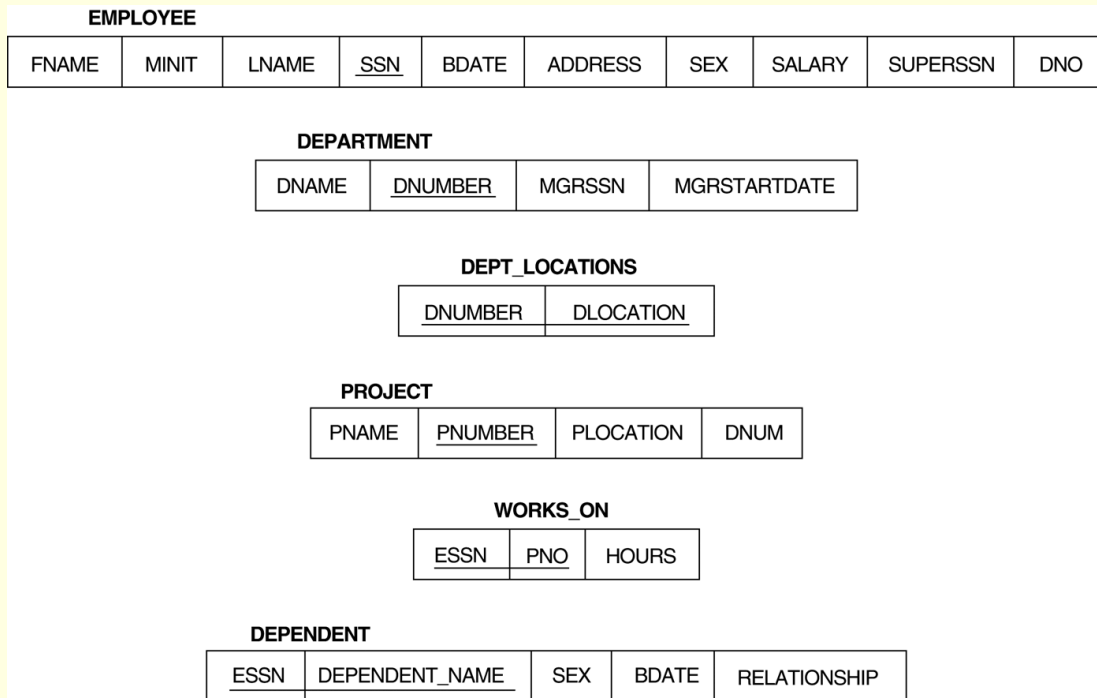 EMPLOYEE
FNAME MINIT LNAME SSN BDATE ADDRESS SEX SALARY SUPERSSN DNO
DEPARTMENT
DNAME DNUMBER MGRSSN MGRSTARTDATE
DEPT_LOCATIONS
DNUMBER DLOCATION
PROJECT
PNAME PNUMBER PLOCATION DNUM
WORKS_ON
ESSN PNO HOURS
DEPENDENT
ESSN DEPENDENT_NAME SEX BDATE RELATIONSHIP